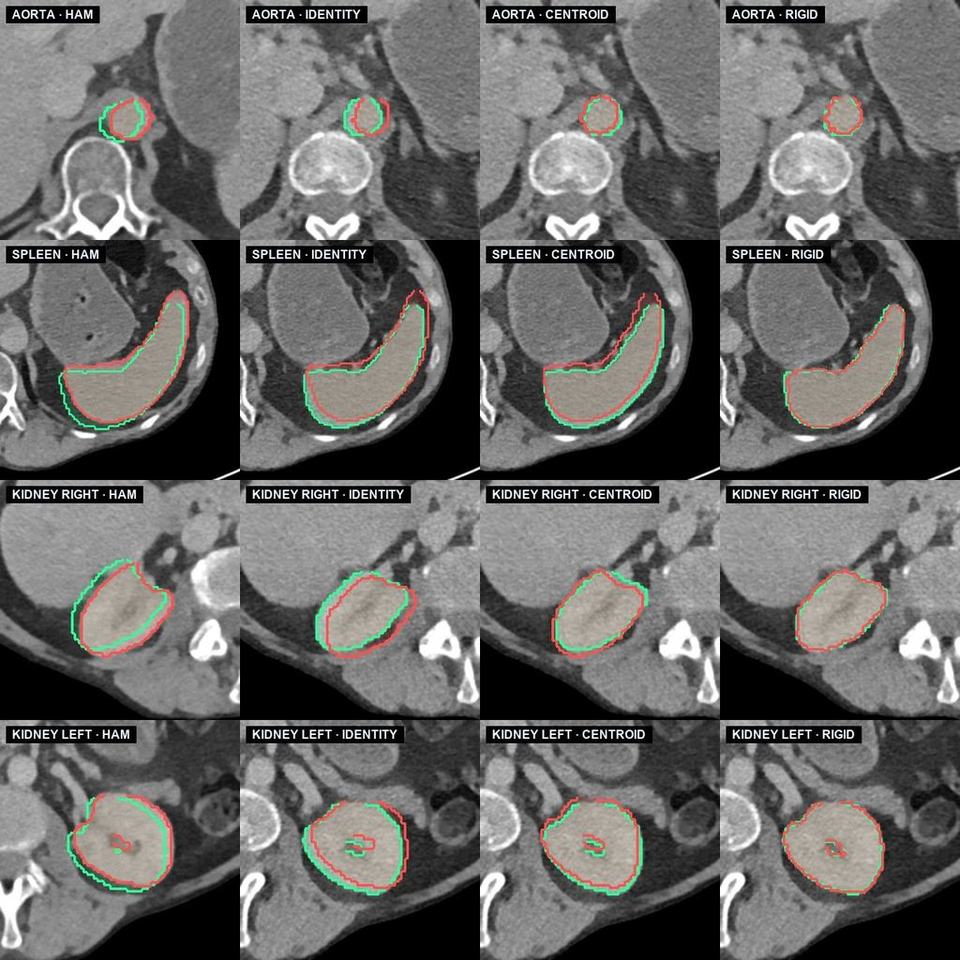 AORTA · HAM
AORTA · IDENTITY
AORTA · CENTROID
AORTA · RIGID
SPLEEN · HAM
SPLEEN · IDENTITY
SPLEEN · CENTROID
SPLEEN · RIGID
KIDNEY RIGHT · HAM
KIDNEY RIGHT · IDENTITY
KIDNEY RIGHT · CENTROID
KIDNEY RIGHT · RIGID
KIDNEY LEFT · HAM
KIDNEY LEFT · IDENTITY
KIDNEY LEFT · CENTROID
KIDNEY LEFT · RIGID